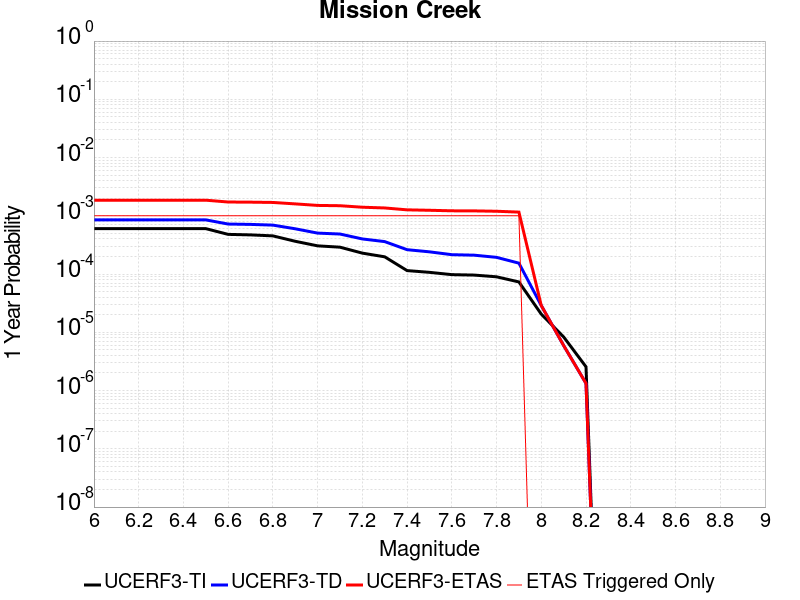 Mission Creek
10^0
10^-1
10^-2
10^-3
10^-4
10^-5
10^-6
10^-7
10^-8
1 Year Probability
6 6.2 6.4 6.6 6.8 7 7.2 7.4 7.6 7.8 8 8.2 8.4 8.6 8.8 9
Magnitude
UCERF3-TI UCERF3-TD UCERF3-ETAS ETAS Triggered Only